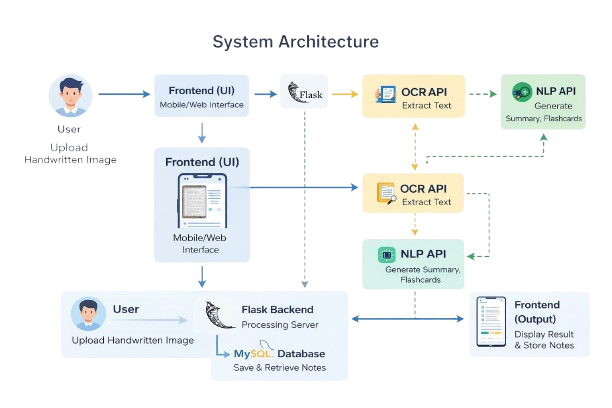 System Architecture
User
Upload
Handwritten Image
Frontend (UI)
Mobile/Web Interface
Flask
OCR API
Extract Text
NLP API
Generate
Summary, Flashcards
Frontend (UI)
Mobile/Web
Interface
OCR API
Extract Text
NLP API
Generate Summary,
Flashcards
User
Upload Handwritten Image
Flask Backend
Processing Server
MySQL Database
Save & Retrieve Notes
Frontend
(Output)
Display Result
& Store Notes